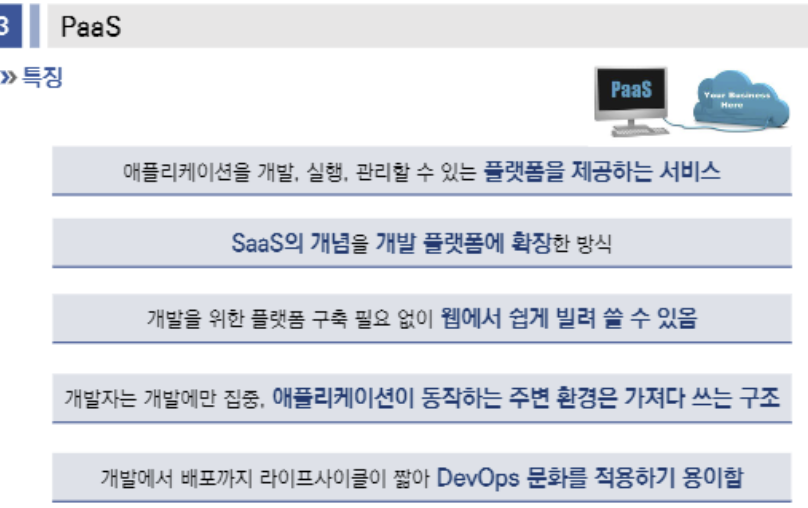 3 PaaS
» 특징
PaaS
Your Business
Here
애플리케이션을 개발, 실행, 관리할 수 있는 플랫폼을 제공하는 서비스
SaaS의 개념을 개발 플랫폼에 확장한 방식
개발을 위한 플랫폼 구축 필요 없이 웹에서 쉽게 빌려 쓸 수 있음
개발자는 개발에만 집중, 애플리케이션이 동작하는 주변 환경은 가져다 쓰는 구조
개발에서 배포까지 라이프사이클이 짧아 DevOps 문화를 적용하기 용이함